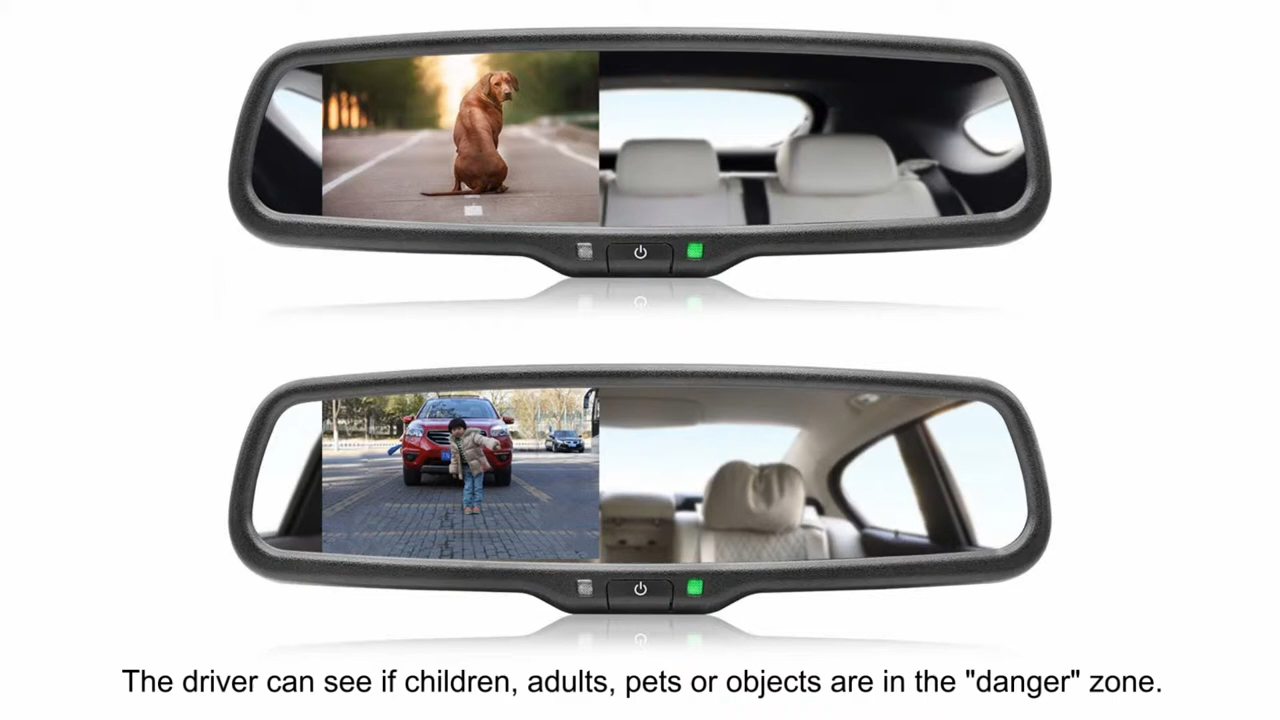 The driver can see if children, adults, pets or objects are in the "danger" zone.